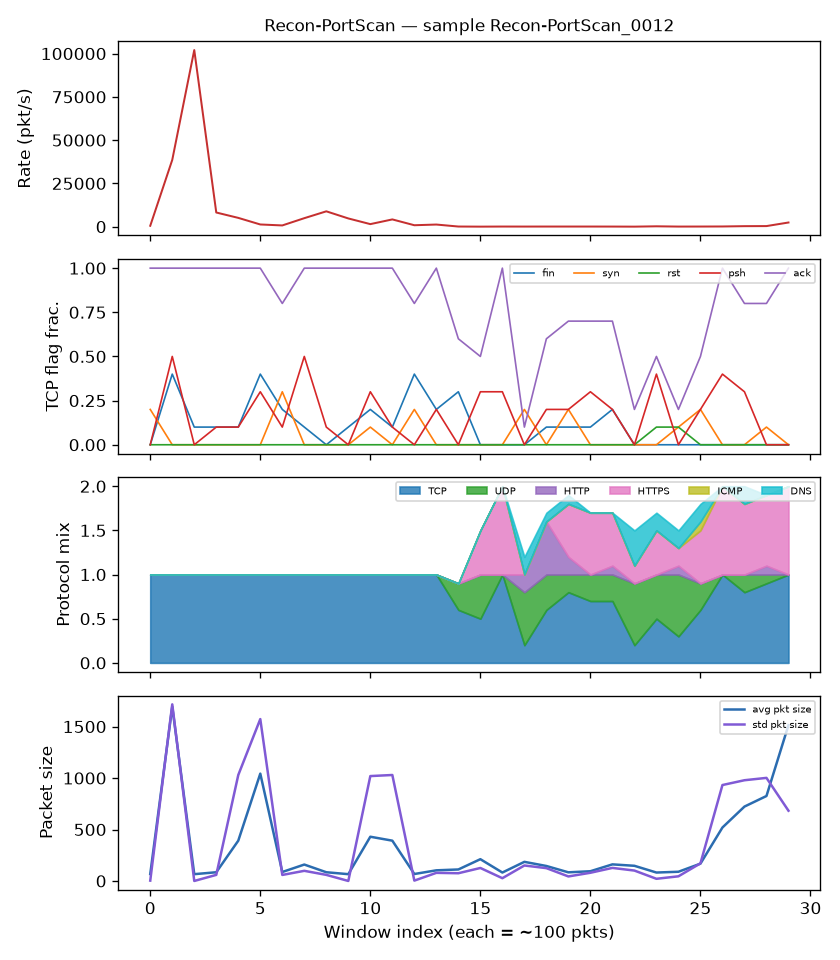 Recon-PortScan — sample Recon-PortScan_0012
100000
75000
50000
25000
0
Rate (pkt/s)
fin syn rst psh ack
1.00
0.75
0.50
0.25
0.00
TCP flag frac.
TCP UDP HTTP HTTPS ICMP DNS
2.0
1.5
1.0
0.5
0.0
Protocol mix
avg pkt size
std pkt size
1500
1000
500
0
Packet size
0 5 10 15 20 25 30
Window index (each = ~100 pkts)